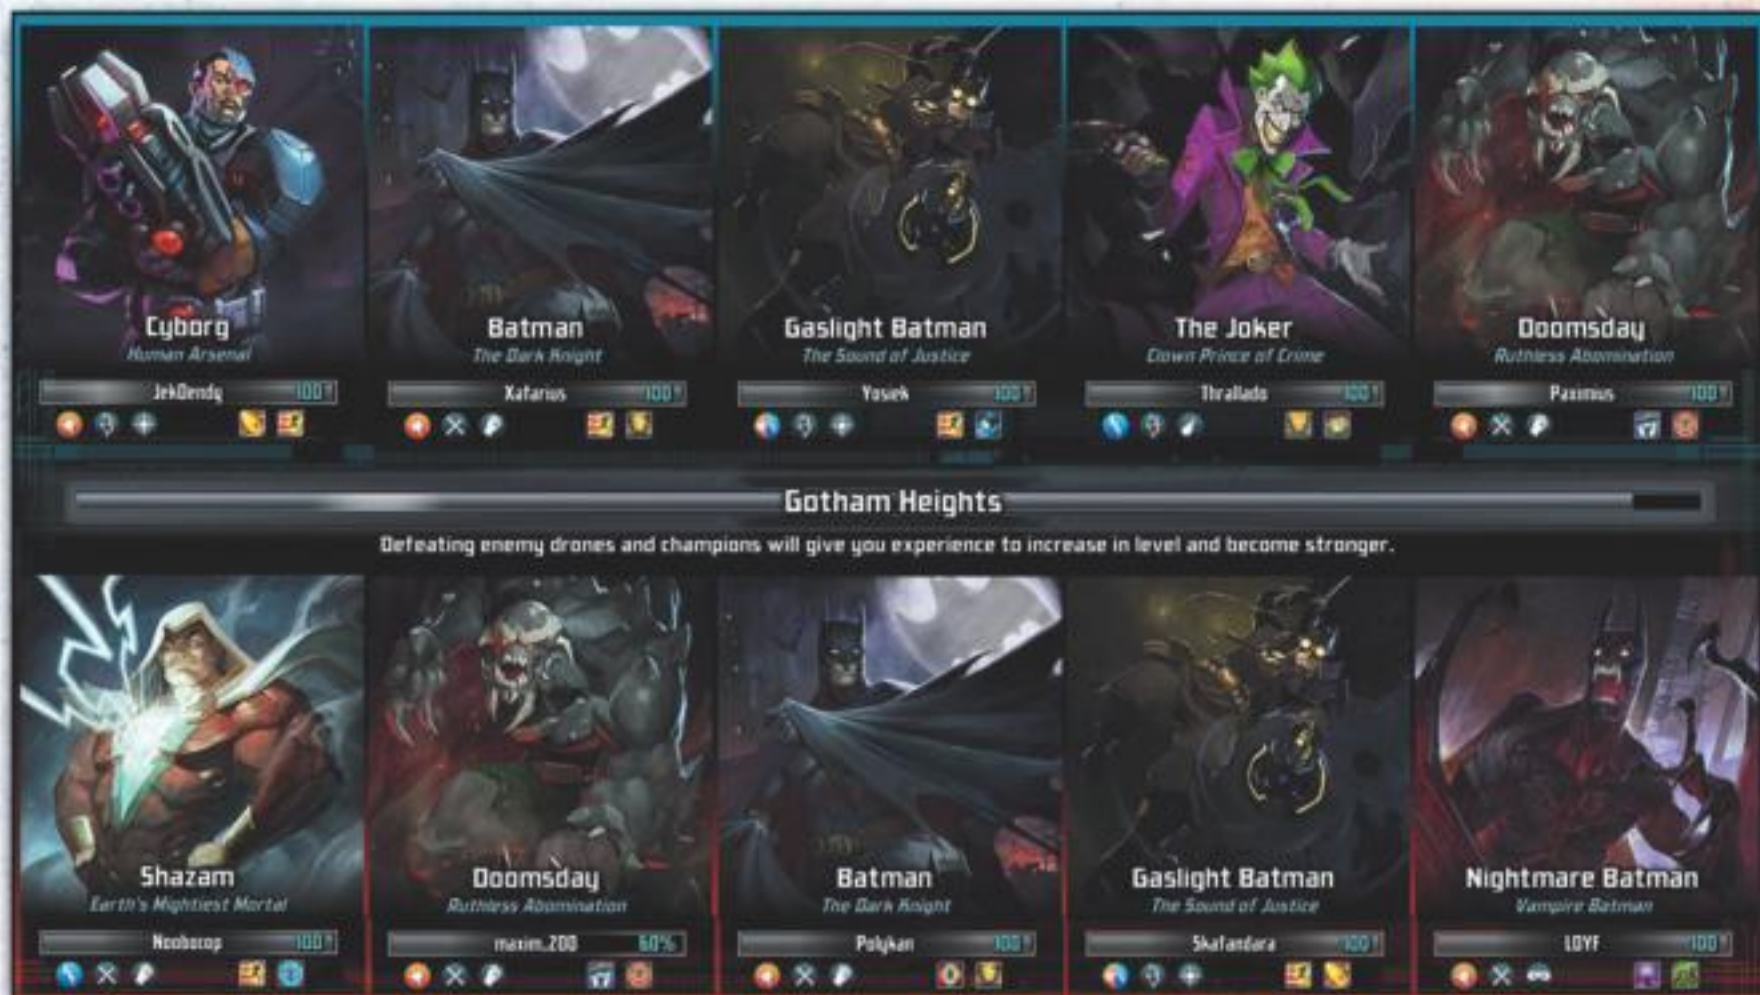 Cyborg
Human Arsenal
JekDendy 100
Batman
The Dark Knight
Xatarius 100
Gaslight Batman
The Sound of Justice
Yosiek 100
The Joker
Clown Prince of Crime
Thrallado 100
Doomsday
Ruthless Abomination
Paximus 100
Gotham Heights
Defeating enemy drones and champions will give you experience to increase in level and become stronger.
Shazam
Earth's Mightiest Mortal
Noobocop 100
Doomsday
Ruthless Abomination
maxim_200 60%
Batman
The Dark Knight
Polykan 100
Gaslight Batman
The Sound of Justice
Skafandara 100
Nightmare Batman
Vampire Batman
LOYF 100